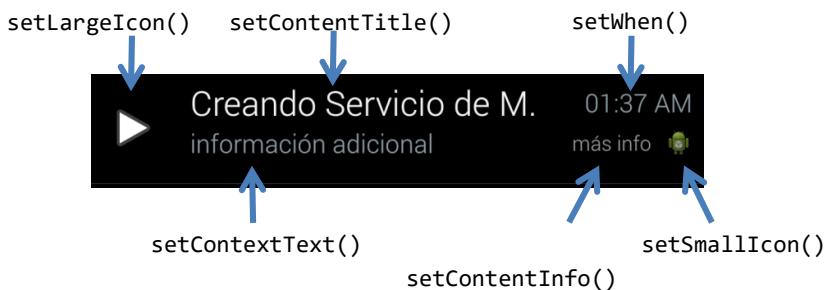 setLargeIcon() setContentTitle() setWhen()
Creando Servicio de M. 01:37 AM
información adicional más info
setContextText() setSmallIcon()
setContentInfo()